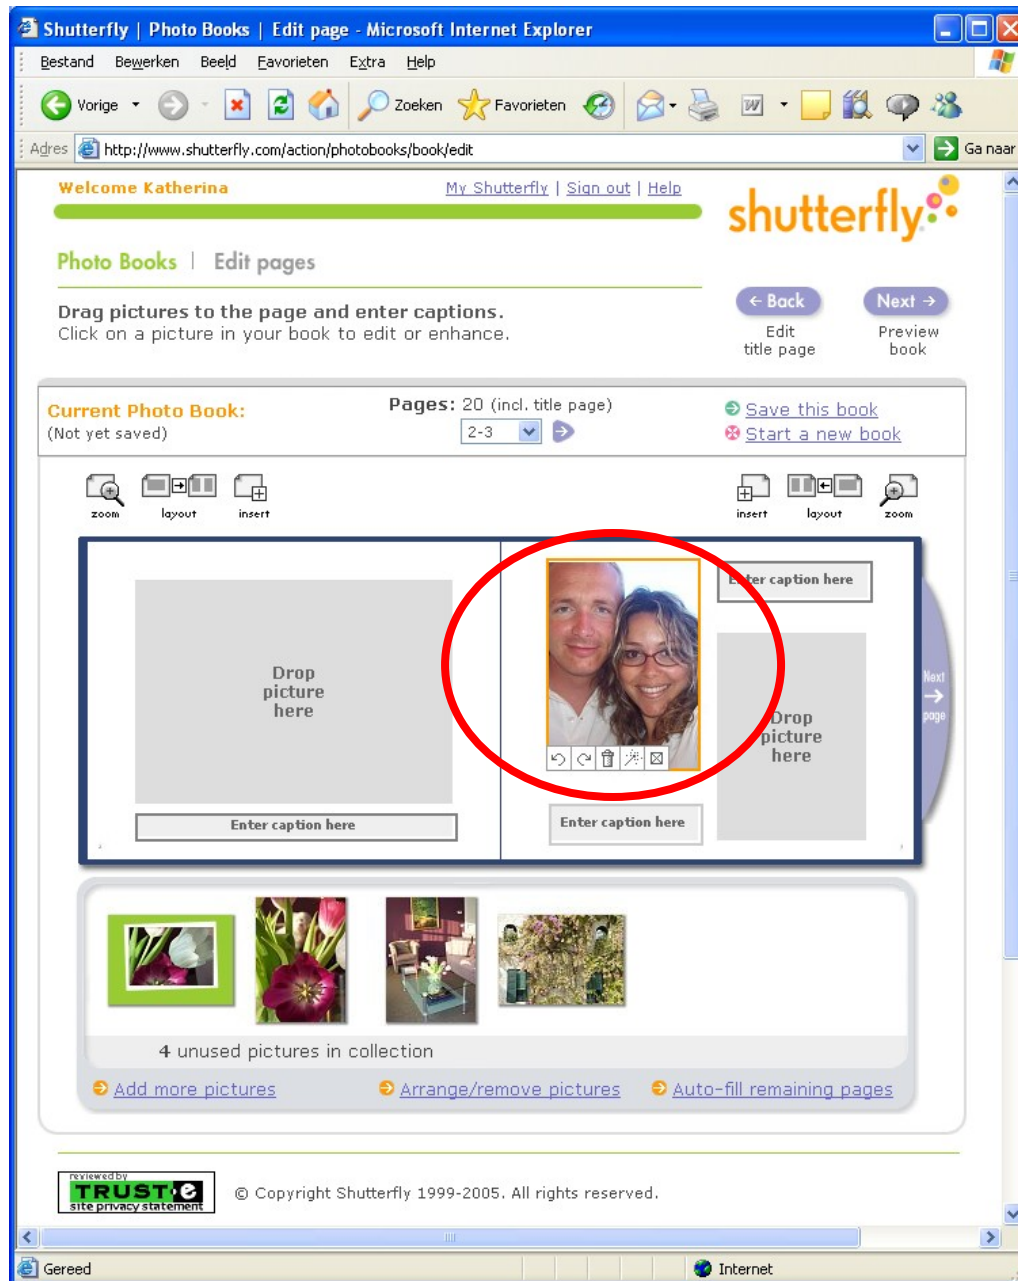 Shutterfly | Photo Books | Edit page - Microsoft Internet Explorer
Bestand Bewerken Beeld Favorieten Extra Help
Vorige Zoeken Favorieten
Adres http://www.shutterfly.com/action/photobooks/book/edit Ga naar
Welcome Katherina My Shutterfly | Sign out | Help
shutterfly
Photo Books | Edit pages
Drag pictures to the page and enter captions.
Click on a picture in your book to edit or enhance.
← Back Next →
Edit
title page
Preview
book
Current Photo Book:
(Not yet saved)
Pages: 20 (incl. title page)
2-3
Save this book
Start a new book
zoom layout insert
insert layout zoom
Drop
picture
here
Enter caption here
Enter caption here
Enter caption here
Drop
picture
here
Next
→
page
4 unused pictures in collection
Add more pictures Arrange/remove pictures Auto-fill remaining pages
reviewed by
TRUST·e
site privacy statement
© Copyright Shutterfly 1999-2005. All rights reserved.
Gereed Internet